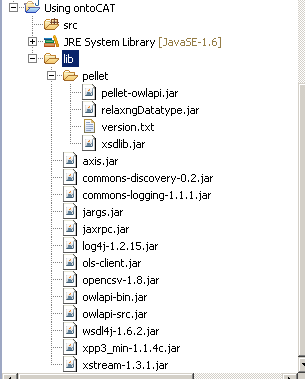 Using ontoCAT
src
JRE System Library [JavaSE-1.6]
lib
pellet
pellet-owlapi.jar
relaxngDatatype.jar
version.txt
xsdlib.jar
axis.jar
commons-discovery-0.2.jar
commons-logging-1.1.1.jar
jargs.jar
jaxrpc.jar
log4j-1.2.15.jar
ols-client.jar
opencsv-1.8.jar
owlapi-bin.jar
owlapi-src.jar
wsdl4j-1.6.2.jar
xpp3_min-1.1.4c.jar
xstream-1.3.1.jar